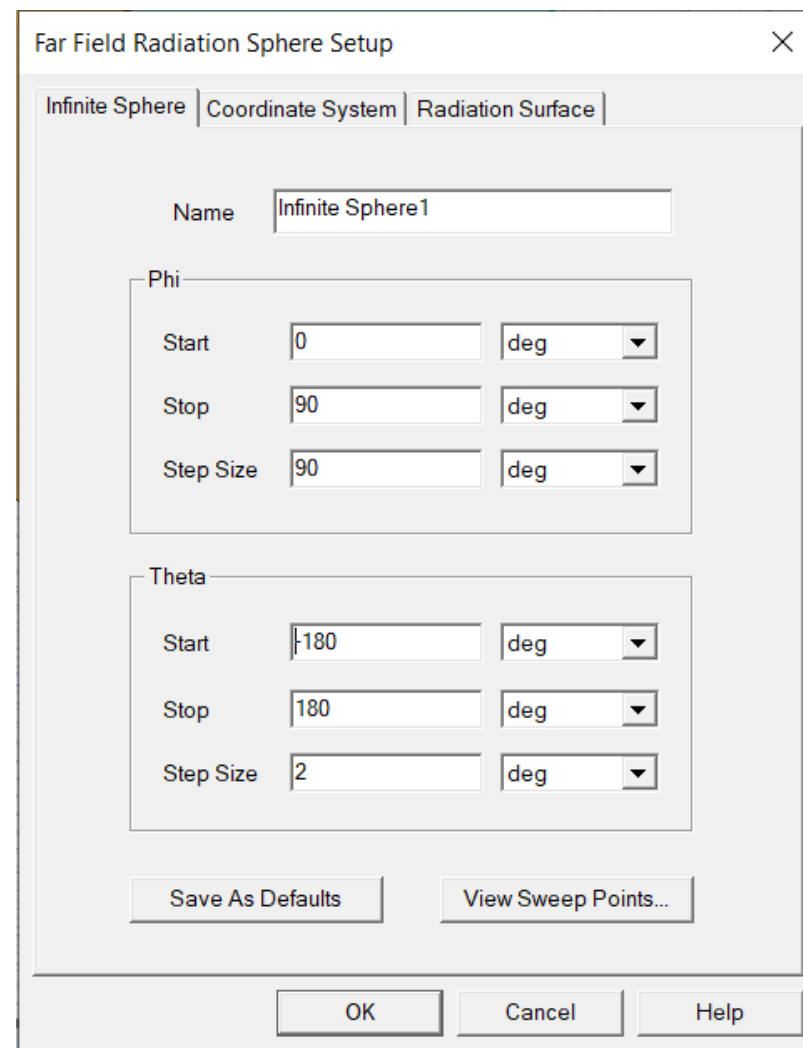 Far Field Radiation Sphere Setup
Infinite Sphere Coordinate System Radiation Surface
Name Infinite Sphere1
Phi
Start 0 deg
Stop 90 deg
Step Size 90 deg
Theta
Start -180 deg
Stop 180 deg
Step Size 2 deg
Save As Defaults View Sweep Points...
OK Cancel Help